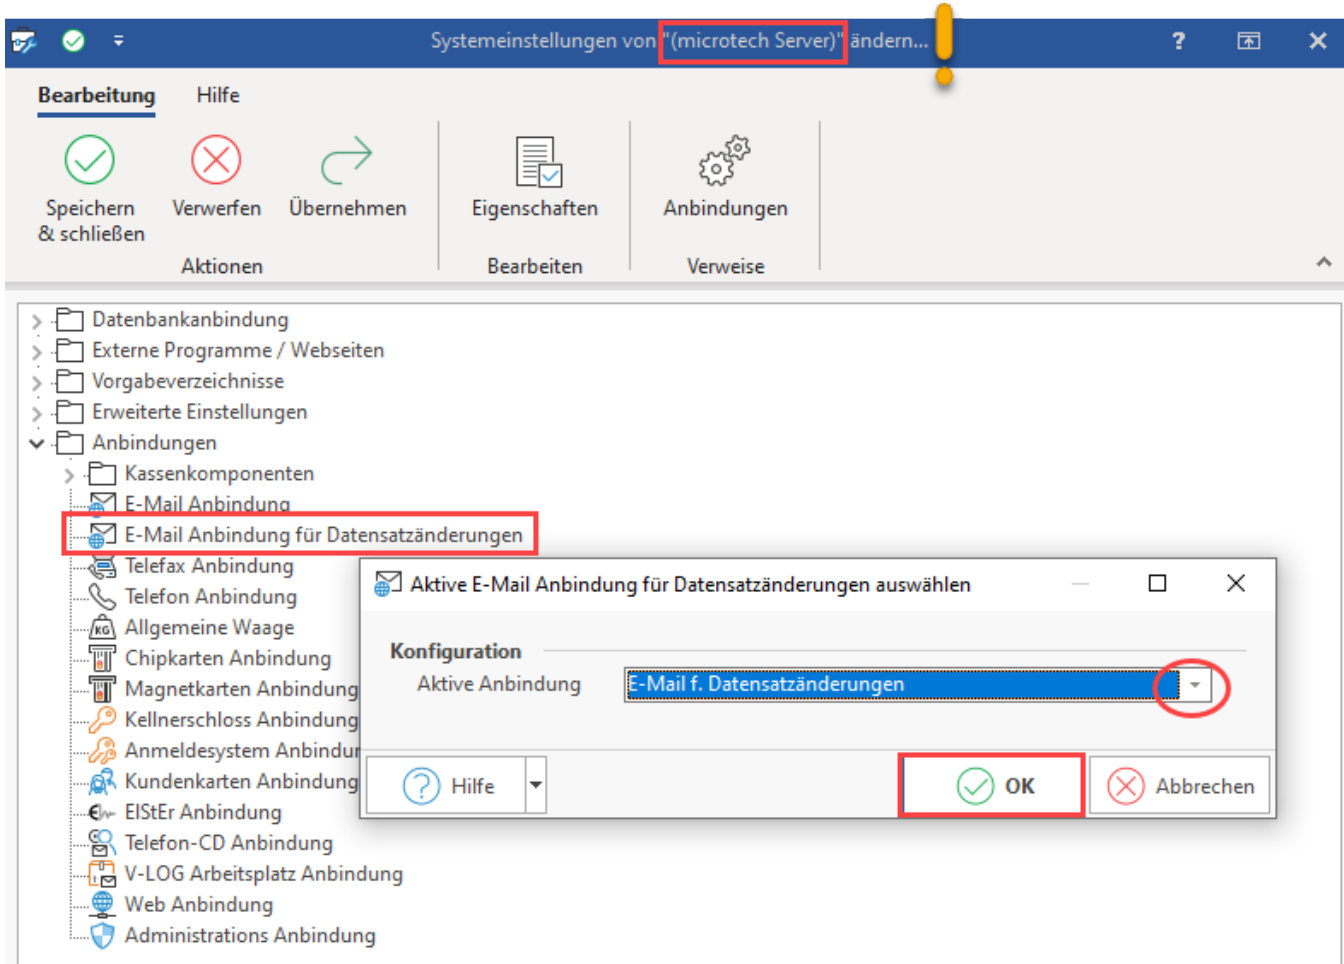 Systemeinstellungen von "(microtech Server)" ändern...
?
Bearbeitung Hilfe
Speichern & schließen
Verwerfen
Übernehmen
Eigenschaften
Anbindungen
Aktionen
Bearbeiten
Verweise
Datenbankanbindung
Externe Programme / Webseiten
Vorgabeverzeichnisse
Erweiterte Einstellungen
Anbindungen
Kassenkomponenten
E-Mail Anbindung
E-Mail Anbindung für Datensatzänderungen
Telefax Anbindung
Telefon Anbindung
KG Allgemeine Waage
Chipkarten Anbindung
Magnetkarten Anbindung
Kellnerschloss Anbindung
Anmeldesystem Anbindun
Kundenkarten Anbindung
ElStEr Anbindung
Telefon-CD Anbindung
V-LOG Arbeitsplatz Anbindung
Web Anbindung
Administrations Anbindung
Aktive E-Mail Anbindung für Datensatzänderungen auswählen
Konfiguration
Aktive Anbindung E-Mail f. Datensatzänderungen
? Hilfe
OK
Abbrechen